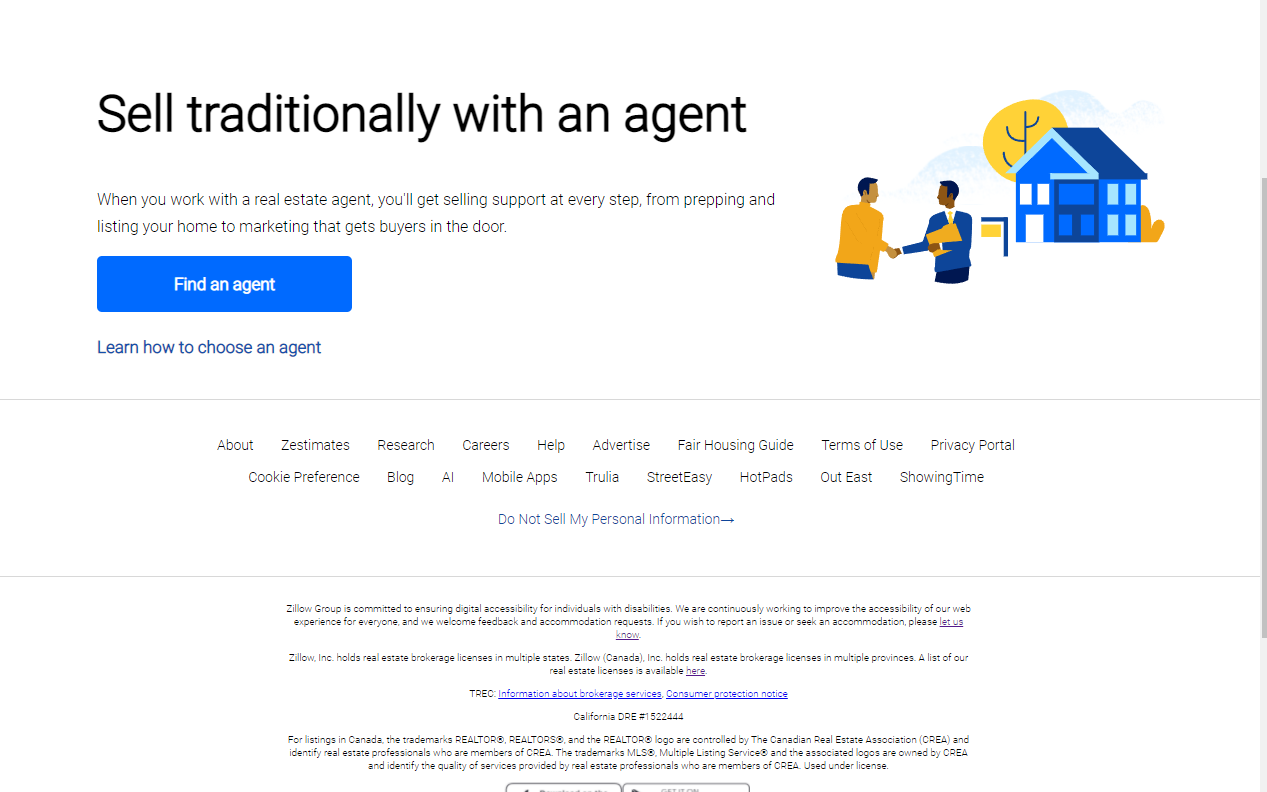 Sell traditionally with an agent
When you work with a real estate agent, you'll get selling support at every step, from prepping and
listing your home to marketing that gets buyers in the door.
Find an agent
Learn how to choose an agent
About Zestimates Research Careers Help Advertise Fair Housing Guide Terms of Use Privacy Portal
Cookie Preference Blog AI Mobile Apps Trulia StreetEasy HotPads Out East ShowingTime
Do Not Sell My Personal Information→
Zillow Group is committed to ensuring digital accessibility for individuals with disabilities. We are continuously working to improve the accessibility of our web
experience for everyone, and we welcome feedback and accommodation requests. If you wish to report an issue or seek an accommodation, please let us
know.
Zillow, Inc. holds real estate brokerage licenses in multiple states. Zillow (Canada), Inc. holds real estate brokerage licenses in multiple provinces. A list of our
real estate licenses is available here.
TREC: Information about brokerage services, Consumer protection notice
California DRE #1522444
For listings in Canada, the trademarks REALTOR®, REALTORS®, and the REALTOR® logo are controlled by The Canadian Real Estate Association (CREA) and
identify real estate professionals who are members of CREA. The trademarks MLS®, Multiple Listing Service® and the associated logos are owned by CREA
and identify the quality of services provided by real estate professionals who are members of CREA. Used under license.
GET IT ON